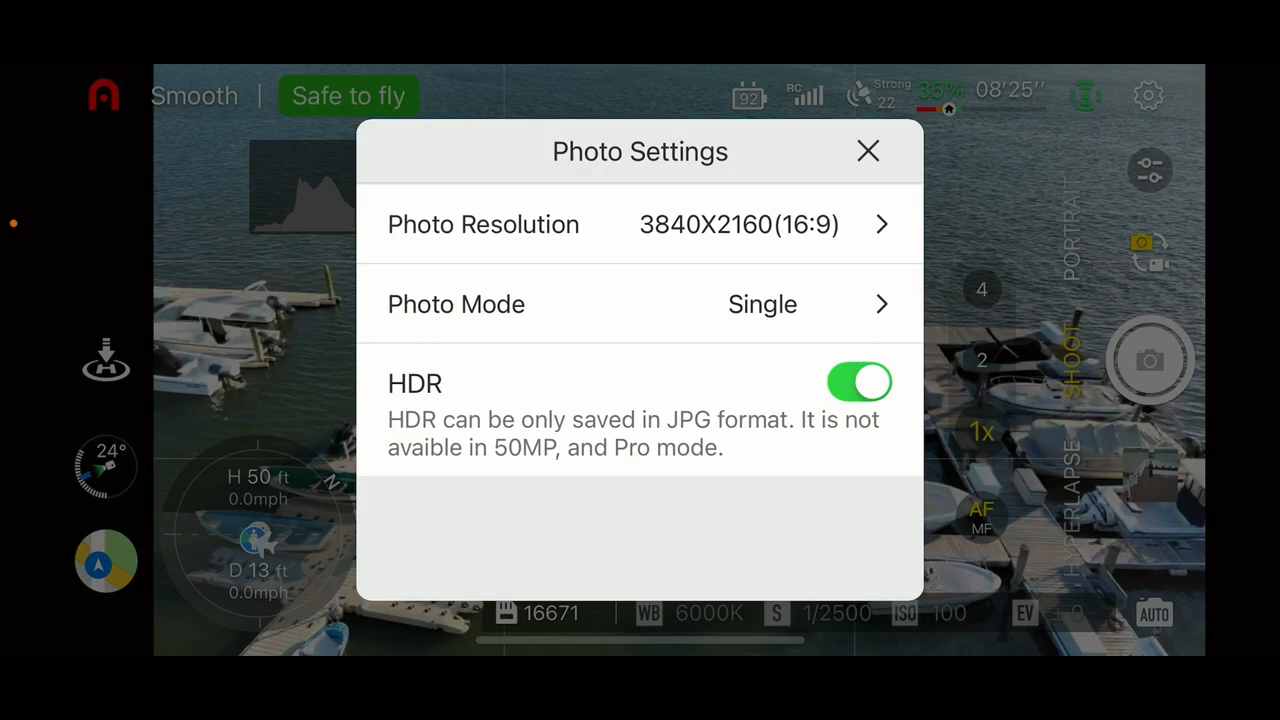 Smooth | Safe to fly
92 RC Strong 22 35% 08'25''
Photo Settings
Photo Resolution 3840X2160(16:9)
Photo Mode Single
HDR
HDR can be only saved in JPG format. It is not
avaible in 50MP, and Pro mode.
PORTRAIT
SHOOT
4
2
1x
AF
MF
24°
H 50 ft
0.0mph
N
D 13 ft
0.0mph
16671 WB 6000K S 1/2500 ISO 100 EV AUTO